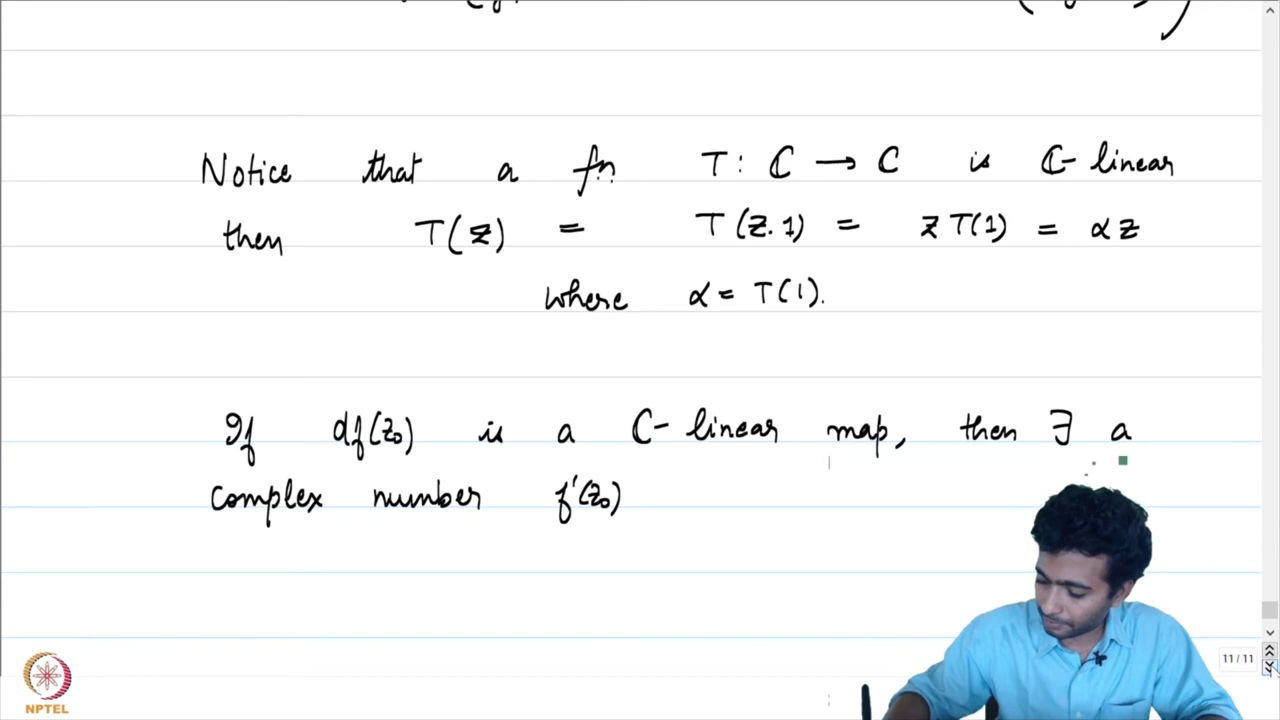 Notice that a fn. T : ℂ → ℂ is ℂ-linear
then T(z) = T(z.1) = z T(1) = αz
where α = T(1).
If df(z₀) is a ℂ-linear map, then ∃ a
complex number f'(z₀)
11 / 11
NPTEL